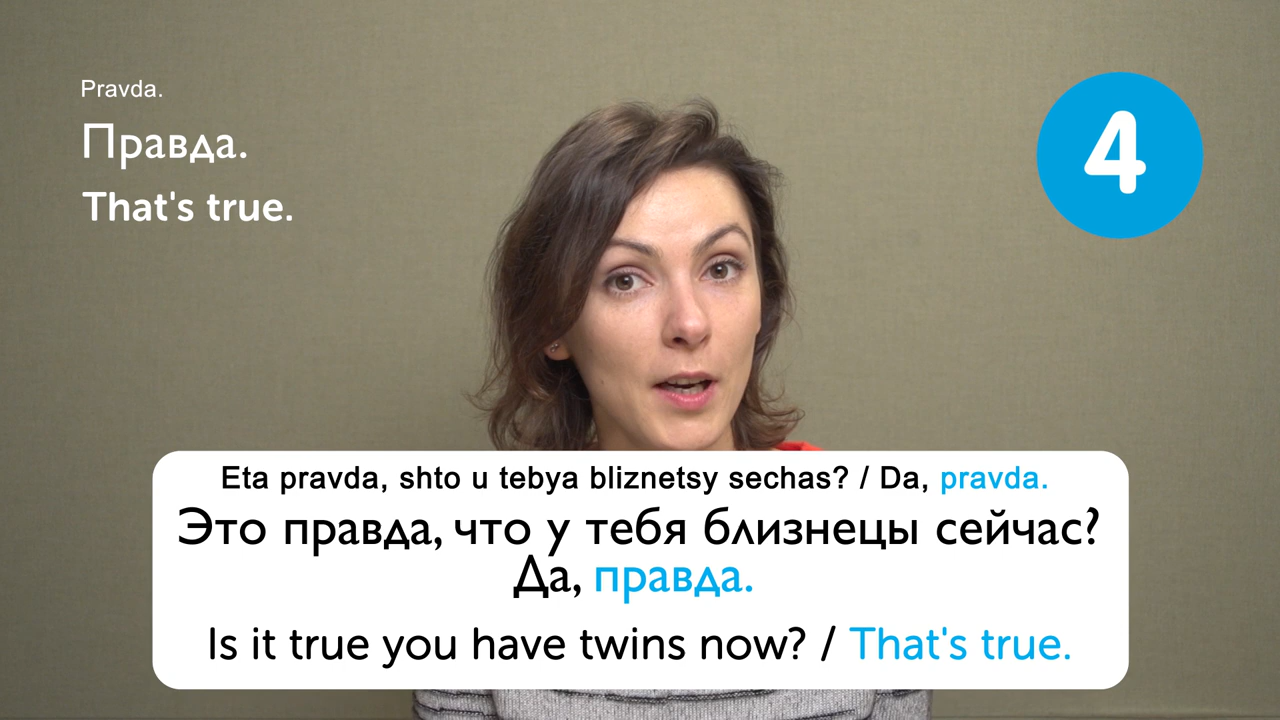 Pravda.
Правда.
That's true.
4
Eta pravda, shto u tebya bliznetsy sechas? / Da, pravda.
Это правда, что у тебя близнецы сейчас?
Да, правда.
Is it true you have twins now? / That's true.